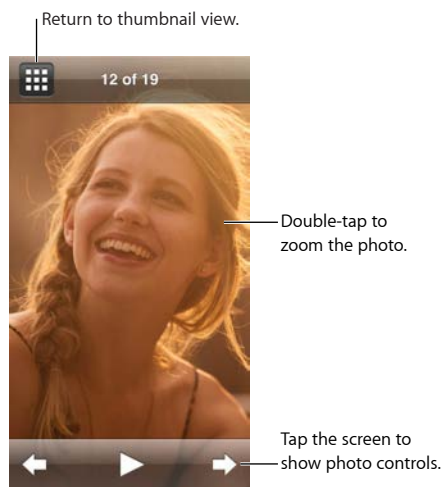 Return to thumbnail view.
12 of 19
Double-tap to
zoom the photo.
Tap the screen to
show photo controls.